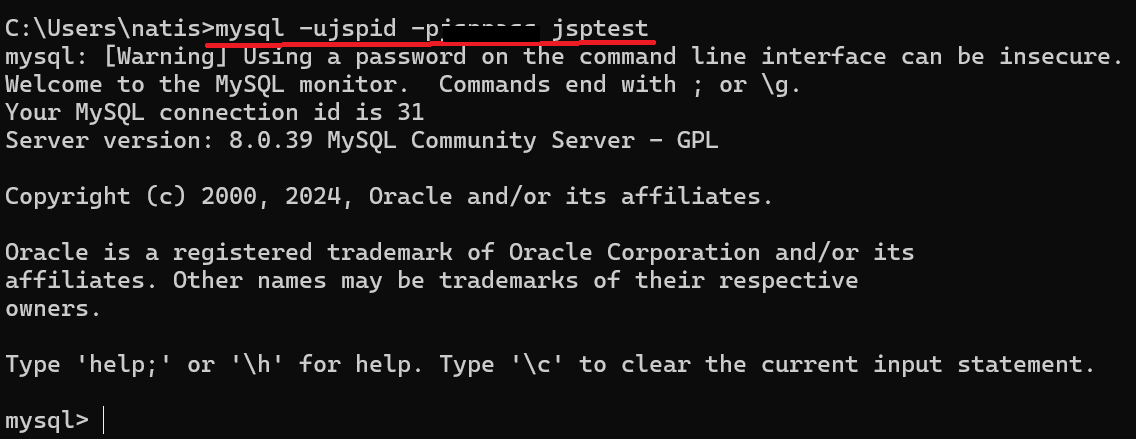 C:\Users\natis>mysql -ujspid -p jsptest
mysql: [Warning] Using a password on the command line interface can be insecure.
Welcome to the MySQL monitor.  Commands end with ; or \g.
Your MySQL connection id is 31
Server version: 8.0.39 MySQL Community Server - GPL

Copyright (c) 2000, 2024, Oracle and/or its affiliates.

Oracle is a registered trademark of Oracle Corporation and/or its
affiliates. Other names may be trademarks of their respective
owners.

Type 'help;' or '\h' for help. Type '\c' to clear the current input statement.

mysql>